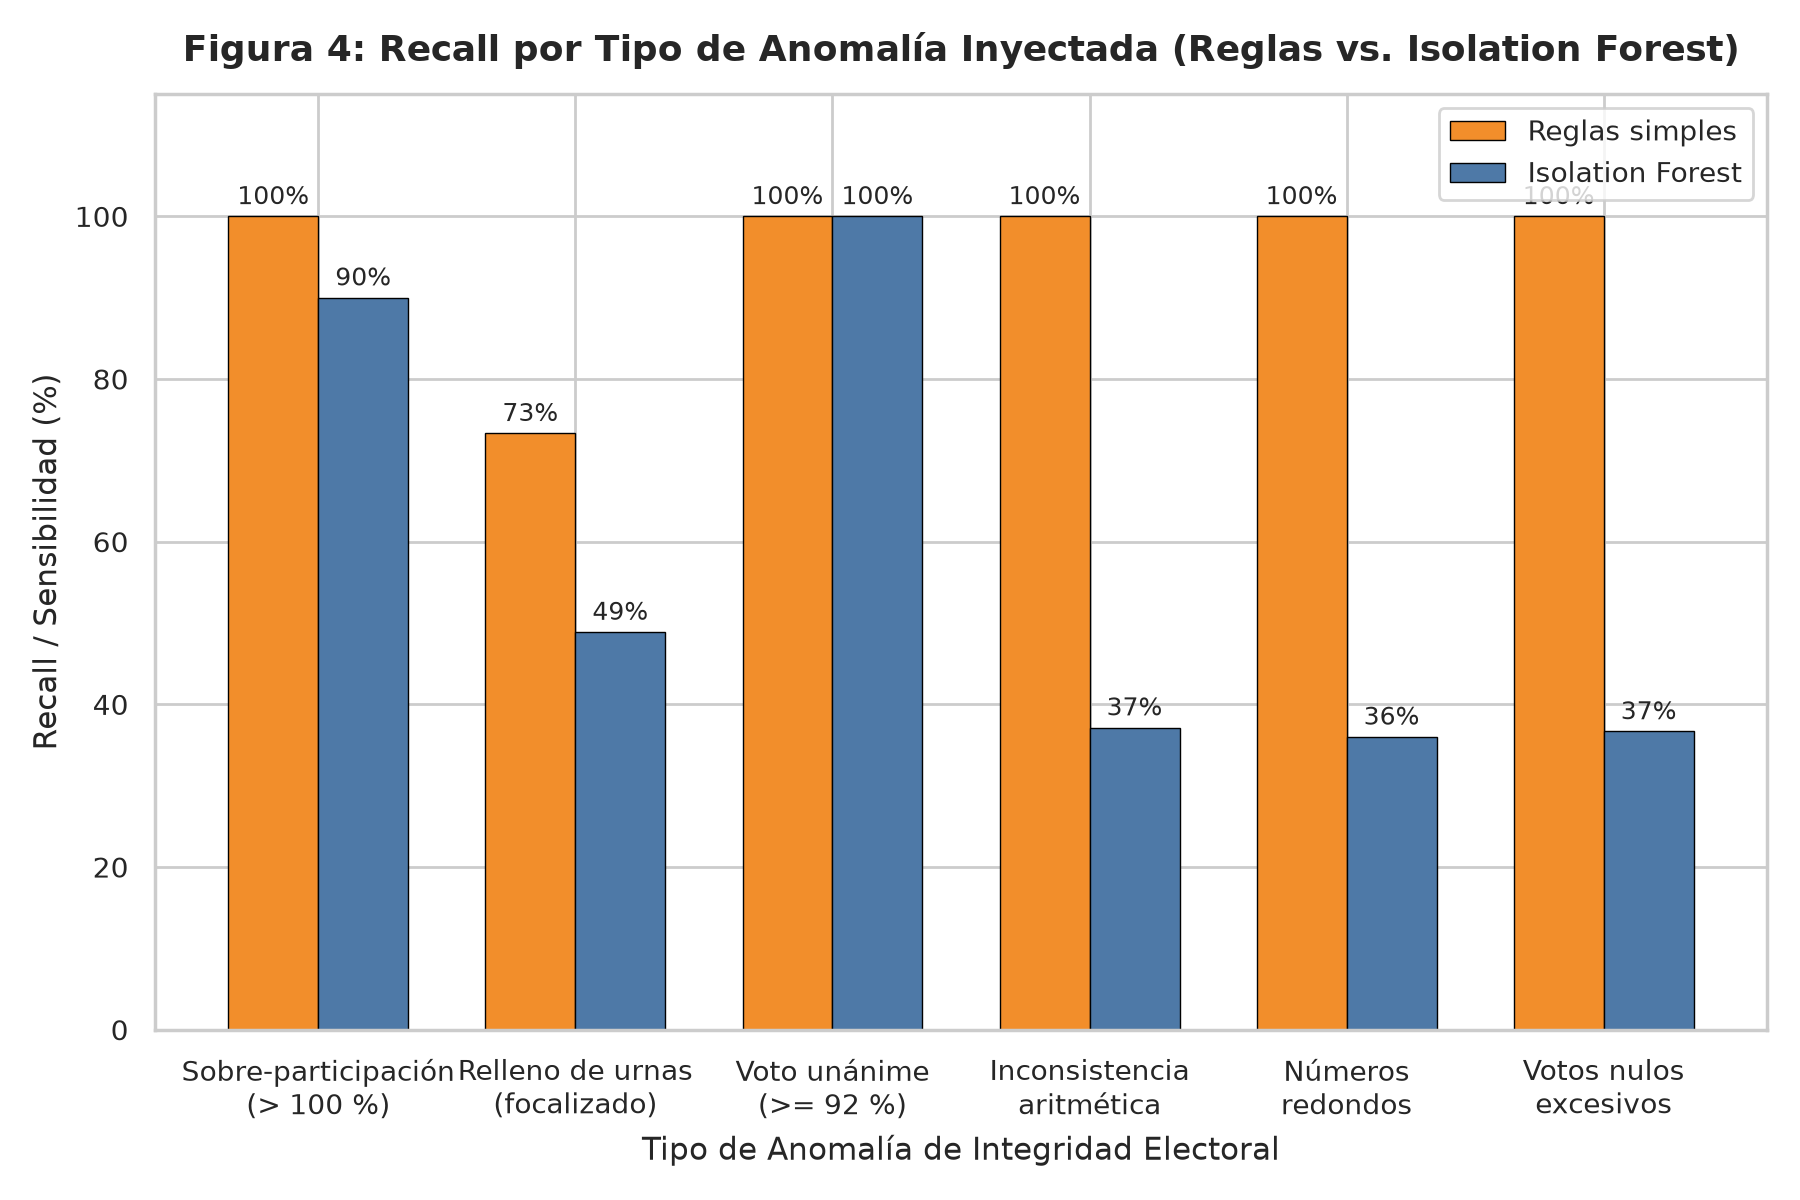 Figura 4: Recall por Tipo de Anomalía Inyectada (Reglas vs. Isolation Forest)
Reglas simples
Isolation Forest
100%
90%
73%
49%
100%
100%
100%
37%
100%
36%
100%
37%
Recall / Sensibilidad (%)
100
80
60
40
20
0
Sobre-participación
(> 100 %)
Relleno de urnas
(focalizado)
Voto unánime
(>= 92 %)
Inconsistencia
aritmética
Números
redondos
Votos nulos
excesivos
Tipo de Anomalía de Integridad Electoral